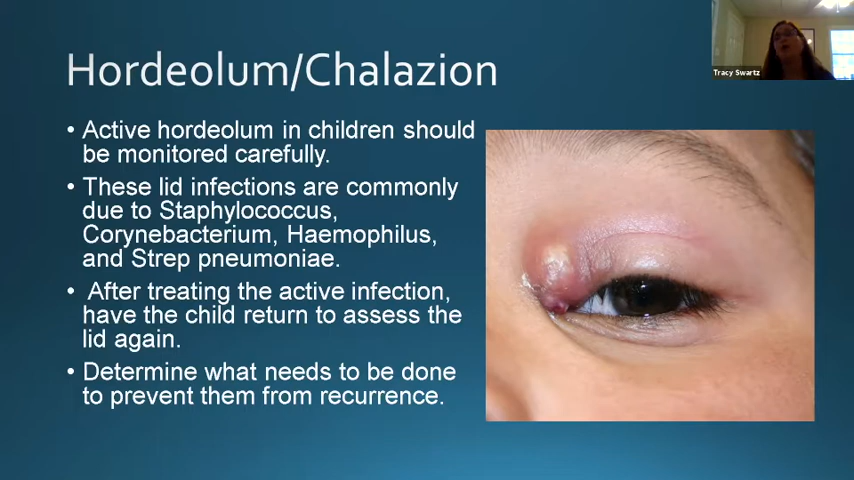 Hordeolum/Chalazion
Tracy Swartz
• Active hordeolum in children should
be monitored carefully.
• These lid infections are commonly
due to Staphylococcus,
Corynebacterium, Haemophilus,
and Strep pneumoniae.
• After treating the active infection,
have the child return to assess the
lid again.
• Determine what needs to be done
to prevent them from recurrence.